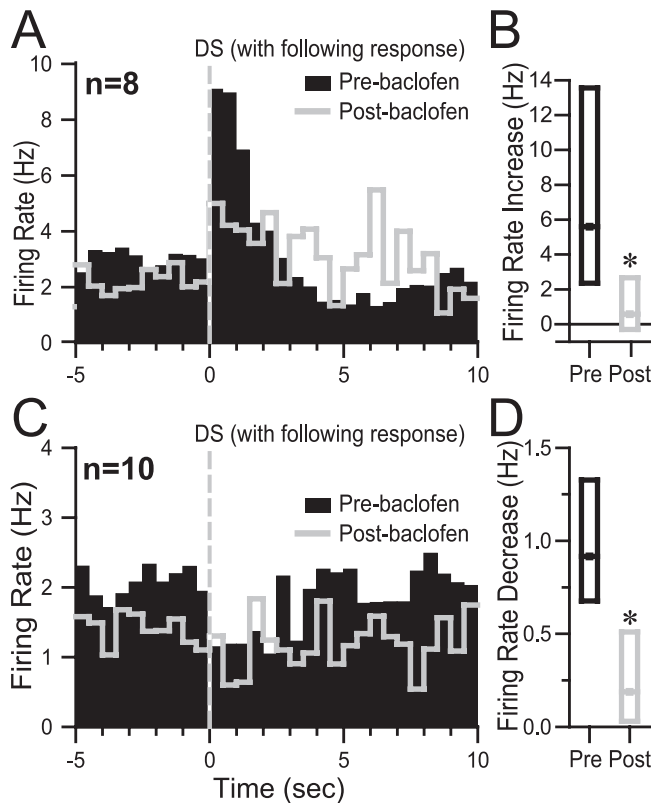 A
DS (with following response)
B
n=8
Pre-baclofen
Post-baclofen
Firing Rate (Hz)
10
8
6
4
2
0
-5
0
5
10
Firing Rate Increase (Hz)
14
12
10
8
6
4
2
0
*
Pre Post
C
DS (with following response)
D
n=10
Pre-baclofen
Post-baclofen
Firing Rate (Hz)
4
3
2
1
0
-5
0
5
10
Time (sec)
Firing Rate Decrease (Hz)
1.5
1.0
0.5
0.0
*
Pre Post